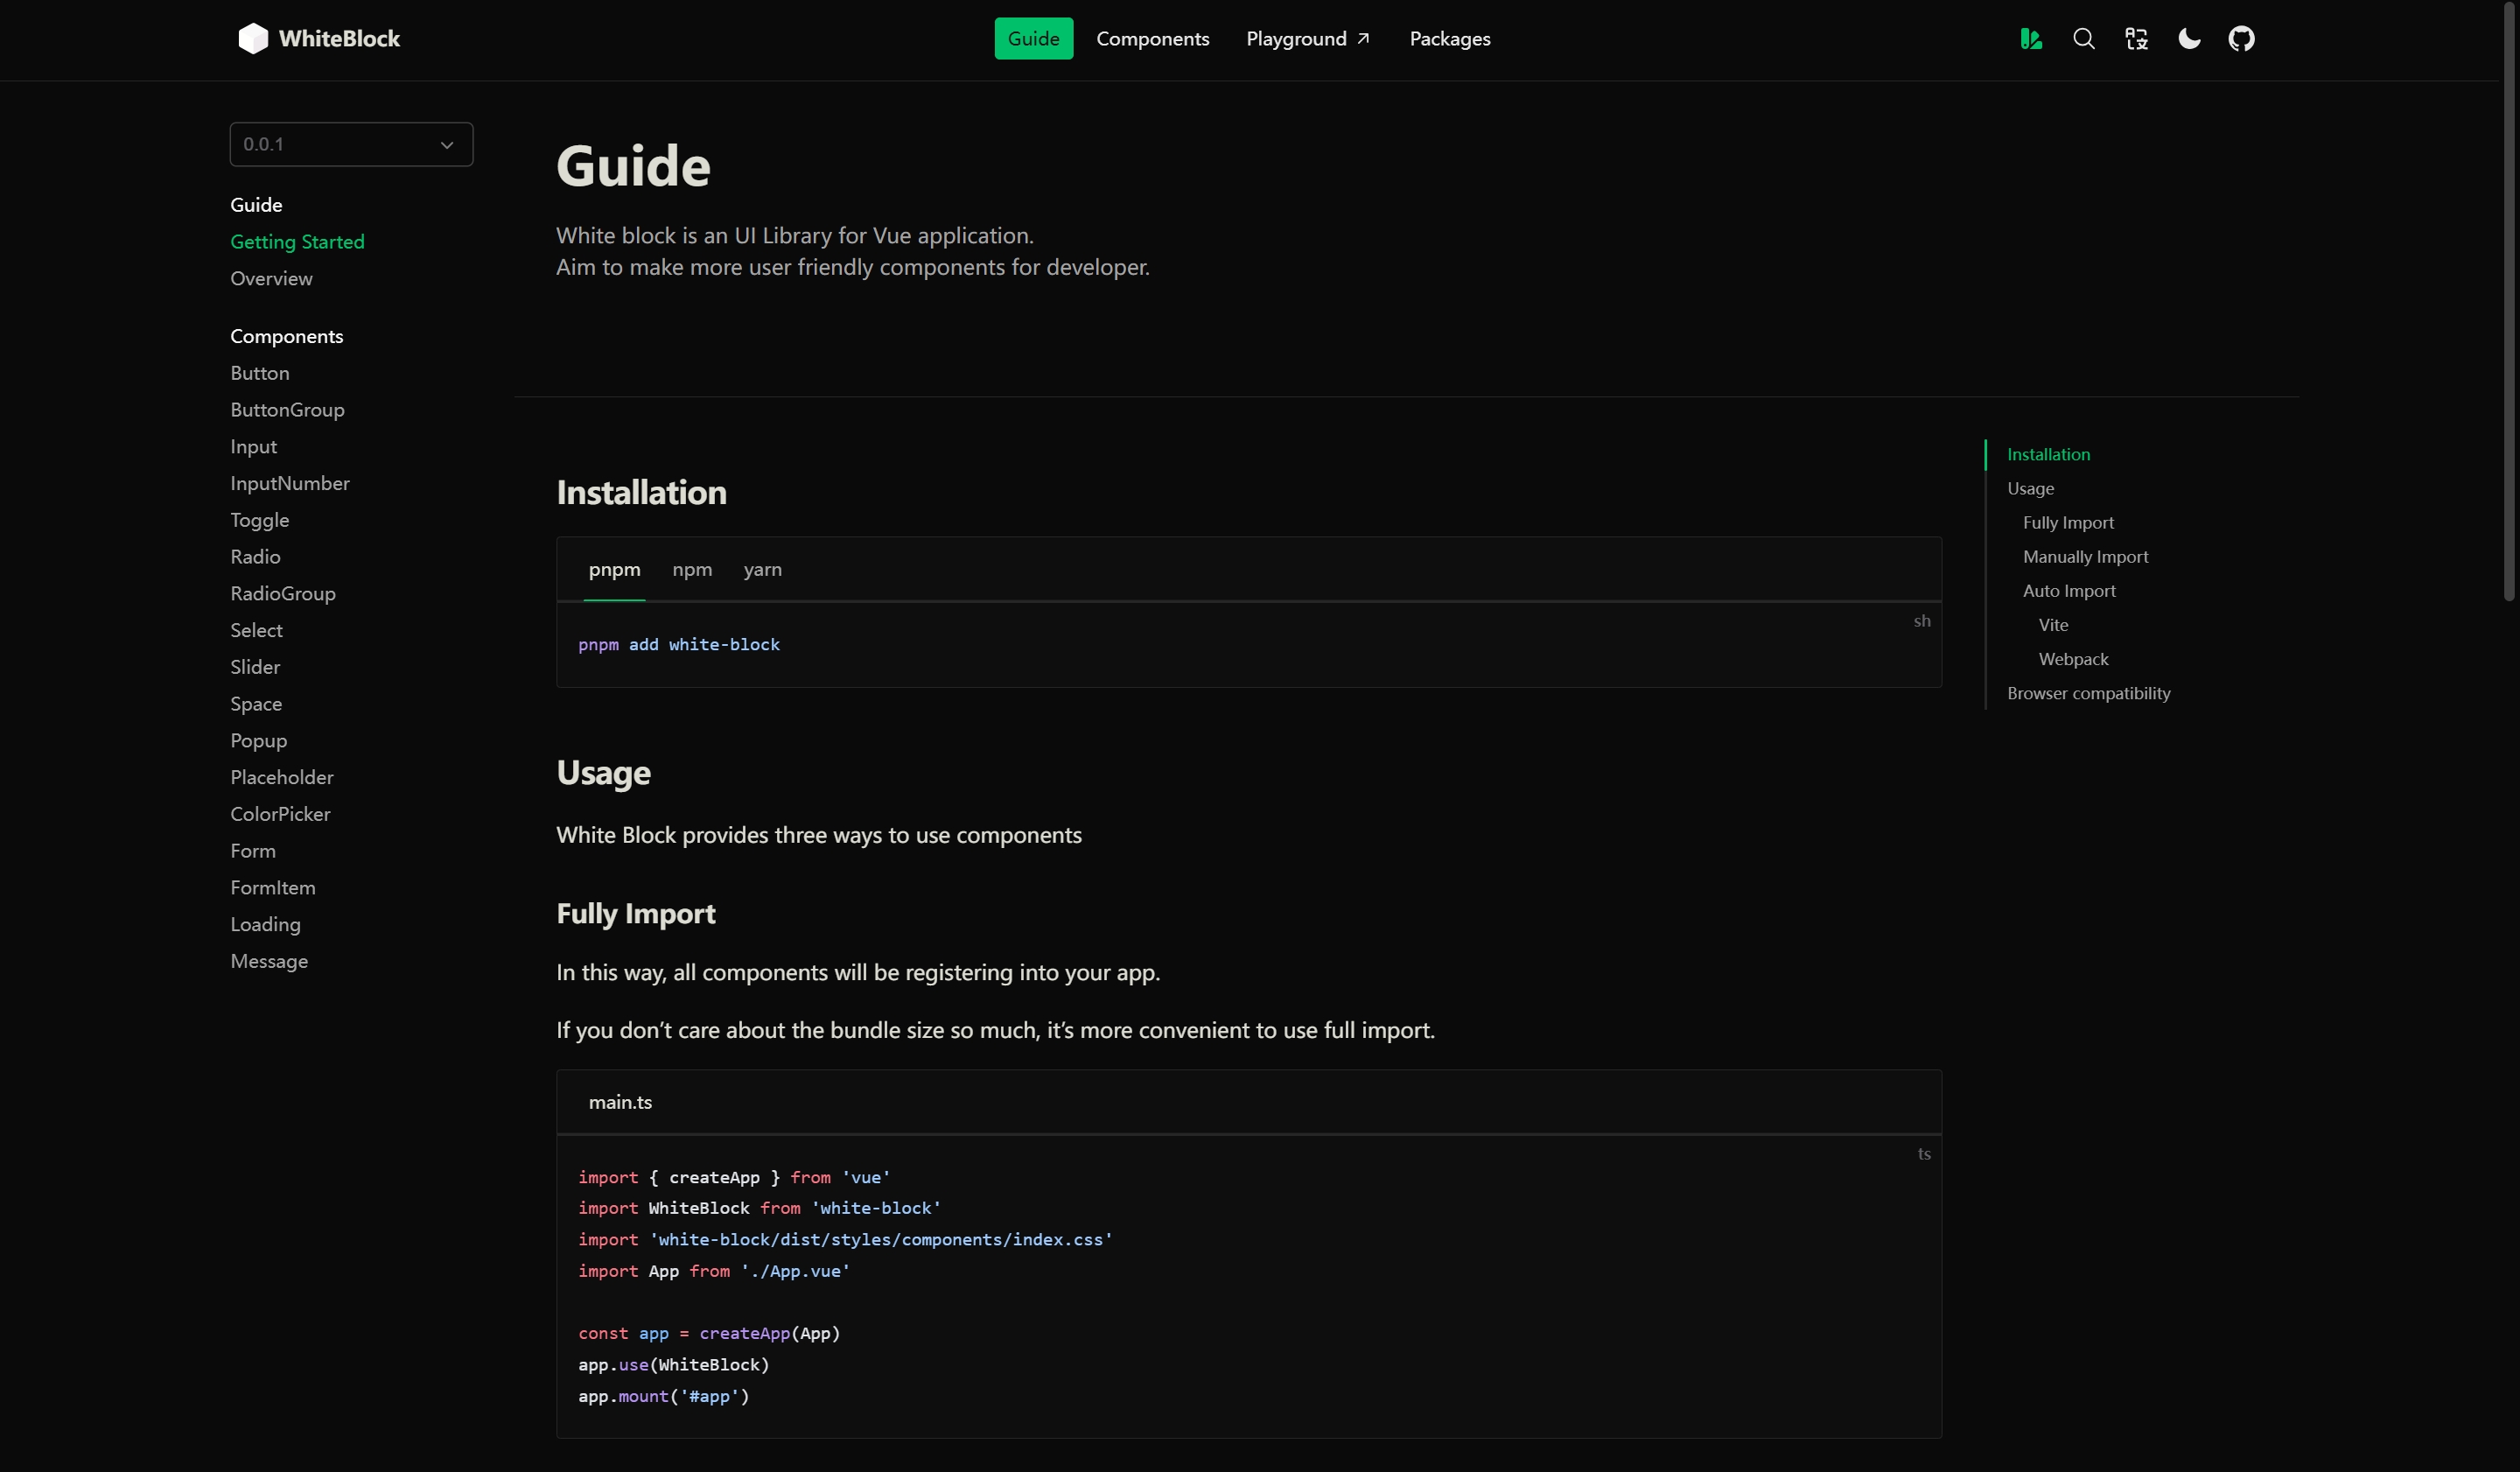 WhiteBlock
Guide
Components
Playground
Packages
0.0.1
Guide
Getting Started
Overview
Components
Button
ButtonGroup
Input
InputNumber
Toggle
Radio
RadioGroup
Select
Slider
Space
Popup
Placeholder
ColorPicker
Form
FormItem
Loading
Message
Guide
White block is an UI Library for Vue application.
Aim to make more user friendly components for developer.
Installation
pnpm npm yarn
sh
pnpm add white-block
Usage
White Block provides three ways to use components
Fully Import
In this way, all components will be registering into your app.
If you don’t care about the bundle size so much, it’s more convenient to use full import.
main.ts
ts
import { createApp } from 'vue'
import WhiteBlock from 'white-block'
import 'white-block/dist/styles/components/index.css'
import App from './App.vue'
const app = createApp(App)
app.use(WhiteBlock)
app.mount('#app')
Installation
Usage
Fully Import
Manually Import
Auto Import
Vite
Webpack
Browser compatibility